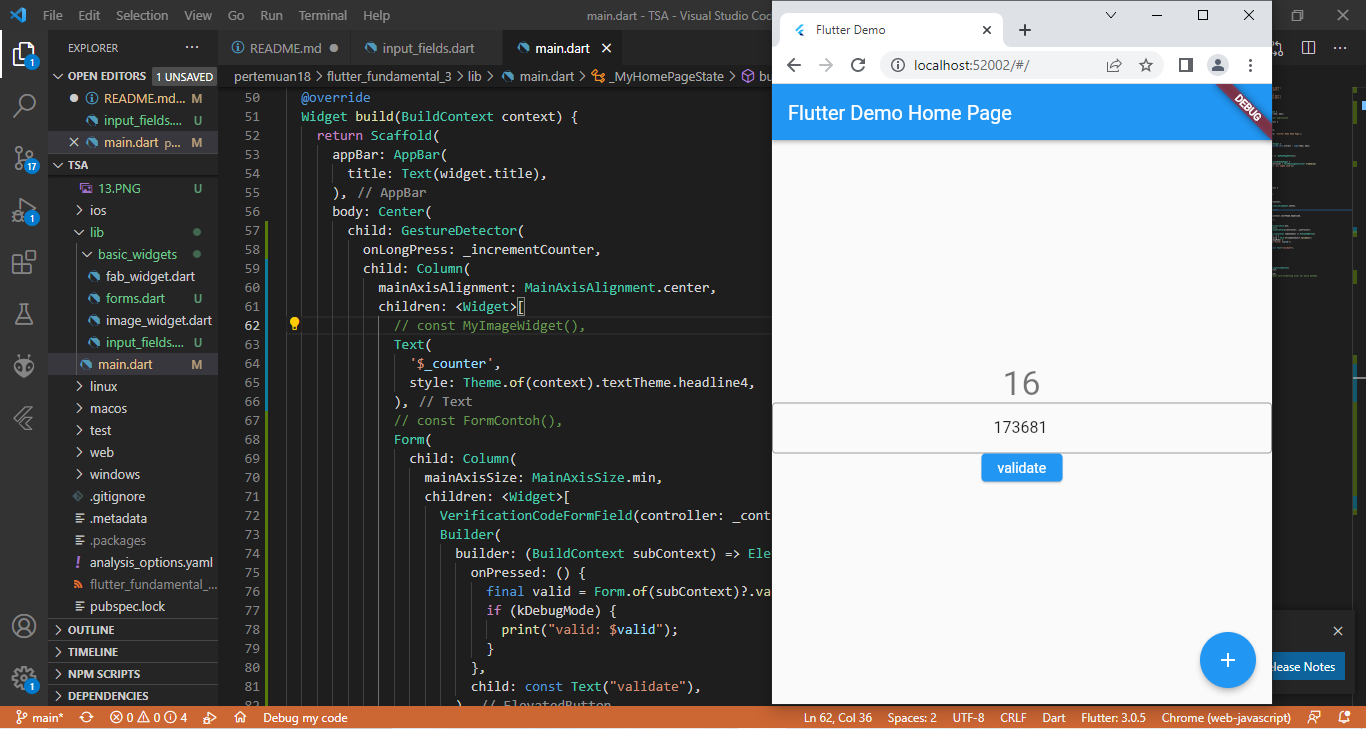 File Edit Selection View Go Run Terminal Help
main.dart - TSA - Visual Studio Cod
EXPLORER
OPEN EDITORS 1 UNSAVED
README.md... M
input_fields.... U
main.dart p... M
TSA
13.PNG U
ios
lib
basic_widgets
fab_widget.dart
forms.dart U
image_widget.dart
input_fields.... U
main.dart M
linux
macos
test
web
windows
.gitignore
.metadata
.packages
analysis_options.yaml
flutter_fundamental_...
pubspec.lock
OUTLINE
TIMELINE
NPM SCRIPTS
DEPENDENCIES
1
17
1
1
README.md input_fields.dart main.dart
pertemuan18 > flutter_fundamental_3 > lib > main.dart > _MyHomePageState > bu
50 @override
51 Widget build(BuildContext context) {
52 return Scaffold(
53 appBar: AppBar(
54 title: Text(widget.title),
55 ), // AppBar
56 body: Center(
57 child: GestureDetector(
58 onLongPress: _incrementCounter,
59 child: Column(
60 mainAxisAlignment: MainAxisAlignment.center,
61 children: <Widget>[
62 // const MyImageWidget(),
63 Text(
64 '$_counter',
65 style: Theme.of(context).textTheme.headline4,
66 ), // Text
67 // const FormContoh(),
68 Form(
69 child: Column(
70 mainAxisSize: MainAxisSize.min,
71 children: <Widget>[
72 VerificationCodeFormField(controller: _cont
73 Builder(
74 builder: (BuildContext subContext) => Ele
75 onPressed: () {
76 final valid = Form.of(subContext)?.va
77 if (kDebugMode) {
78 print("valid: $valid");
79 }
80 },
81 child: const Text("validate"),
82 ), // ElevatedButton
Flutter Demo
localhost:52002/#/
Flutter Demo Home Page
DEBUG
16
173681
validate
+
elease Notes
main* 0 0 4 Debug my code
Ln 62, Col 36 Spaces: 2 UTF-8 CRLF Dart Flutter: 3.0.5 Chrome (web-javascript)